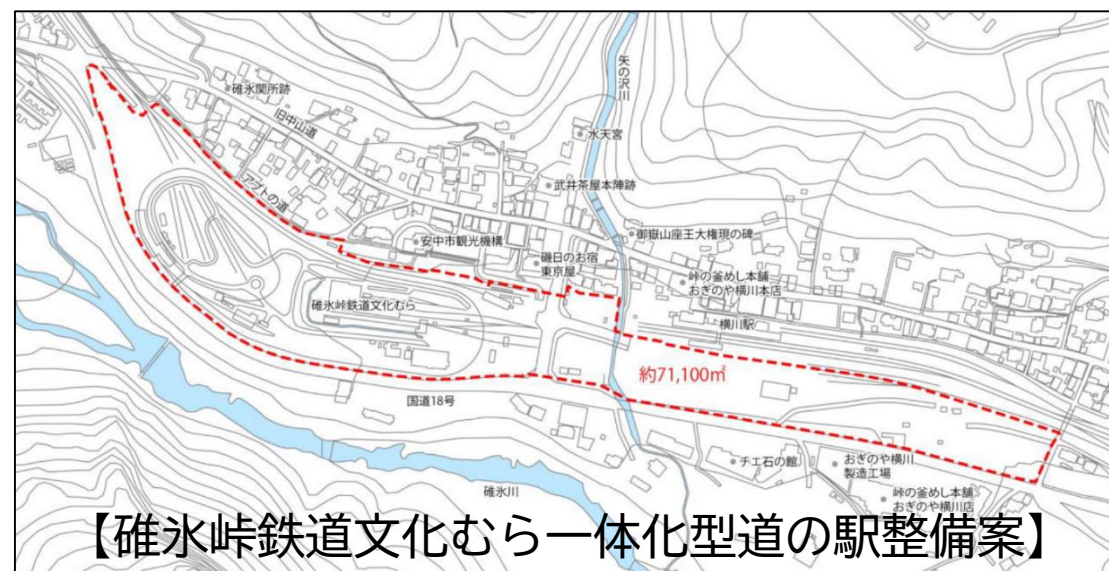 矢の沢川
碓氷関所跡
旧中山道
水天宮
アプトの道
武井茶屋本陣跡
御嶽山座王大権現の碑
安中市観光機構
磯日のお宿
東京屋
峠の釜めし本舗
おぎのや横川本店
碓氷峠鉄道文化むら
横川駅
約71,100㎡
国道18号
チエ石の館
おぎのや横川
製造工場
碓氷川
峠の釜めし本舗
おぎのや横川店
【碓氷峠鉄道文化むら一体化型道の駅整備案】